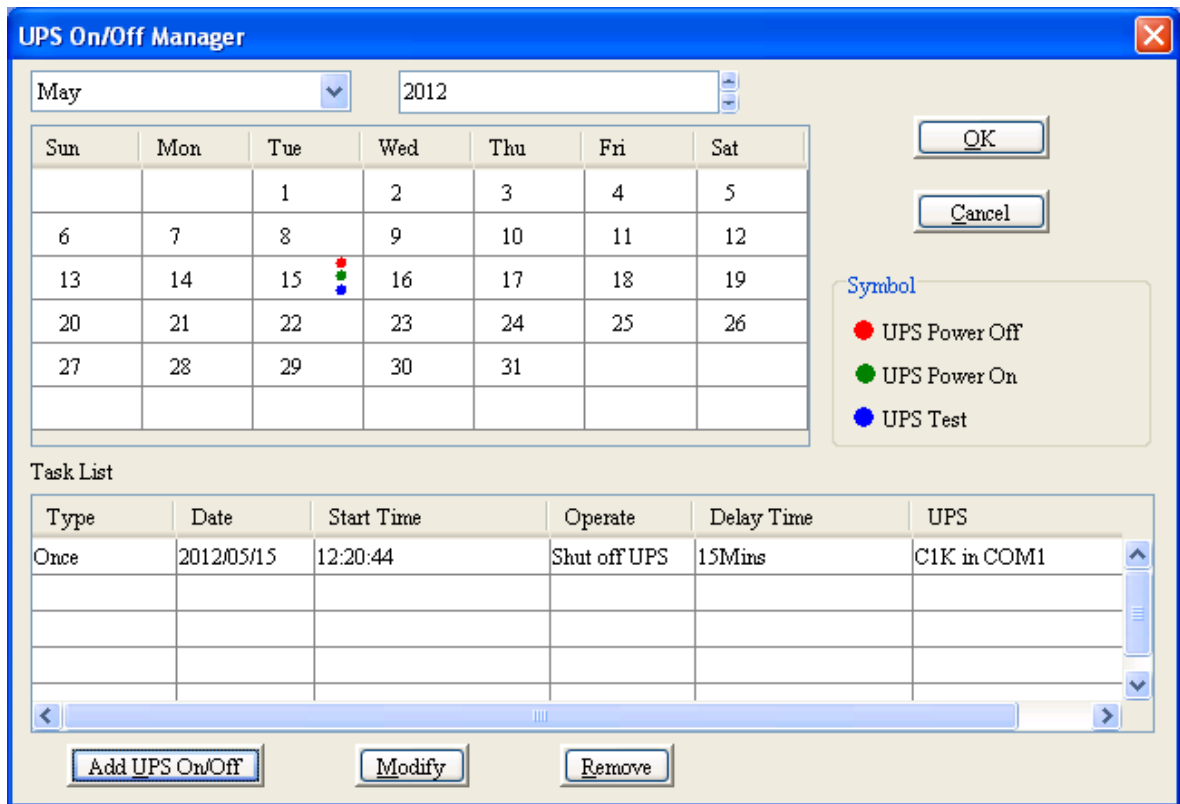 UPS On/Off Manager
May 2012
Sun Mon Tue Wed Thu Fri Sat
1 2 3 4 5
6 7 8 9 10 11 12
13 14 15 16 17 18 19
20 21 22 23 24 25 26
27 28 29 30 31
OK
Cancel
Symbol
UPS Power Off
UPS Power On
UPS Test
Task List
Type Date Start Time Operate Delay Time UPS
Once 2012/05/15 12:20:44 Shut off UPS 15Mins C1K in COM1
Add UPS On/Off Modify Remove